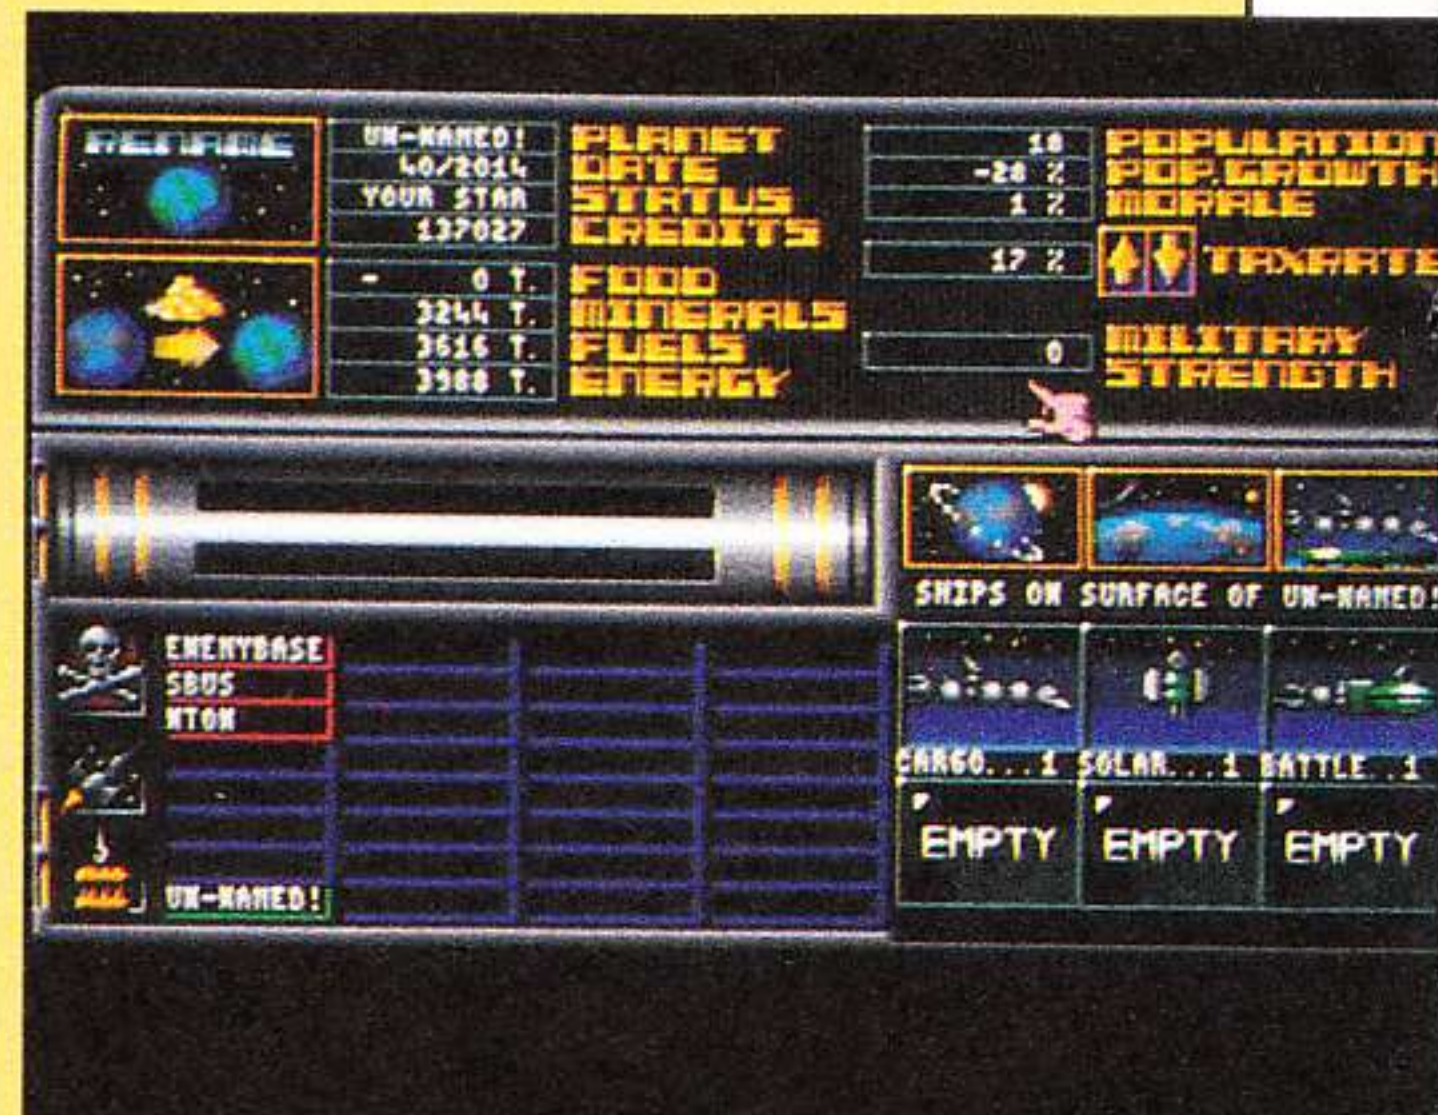 RENAME
UN-NAMED! PLANET
40/2014 DATE
YOUR STAR STATUS
137027 CREDITS
- 0 T. FOOD
3244 T. MINERALS
3616 T. FUELS
3988 T. ENERGY
18 POPULATION
-28 % POP.GROWTH
1 % MORALE
17 % TAXRATE
0 MILITARY
STRENGTH
SHIPS ON SURFACE OF UN-NAMED!
ENEMYBASE
SBUS
NTON
UN-NAMED!
CARGO...1 SOLAR...1 BATTLE..1
EMPTY EMPTY EMPTY